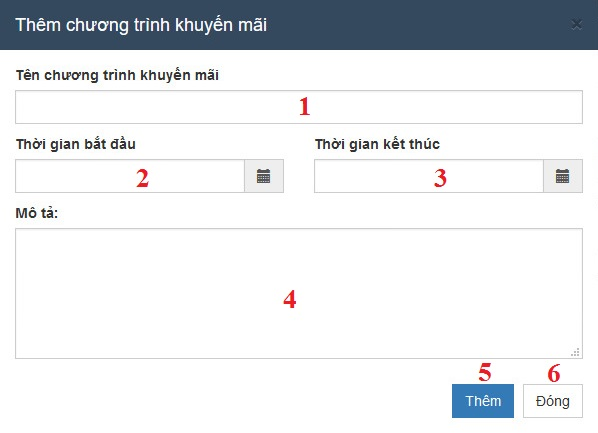 Thêm chương trình khuyến mãi ×
Tên chương trình khuyến mãi
1
Thời gian bắt đầu Thời gian kết thúc
2 3
Mô tả:
4
5 6
Thêm Đóng